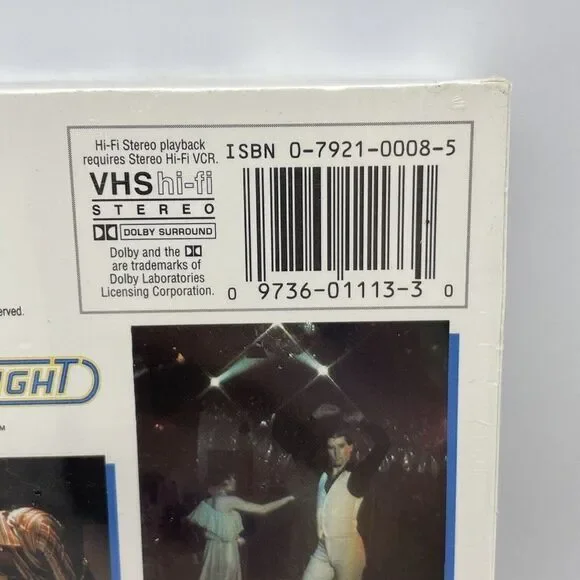 Hi-Fi Stereo playback
requires Stereo Hi-Fi VCR.
VHS hi-fi
STEREO
DOLBY SURROUND
Dolby and the
are trademarks of
Dolby Laboratories
Licensing Corporation.
ISBN 0-7921-0008-5
0 9736-01113-3 0
erved.
IGHT
TM